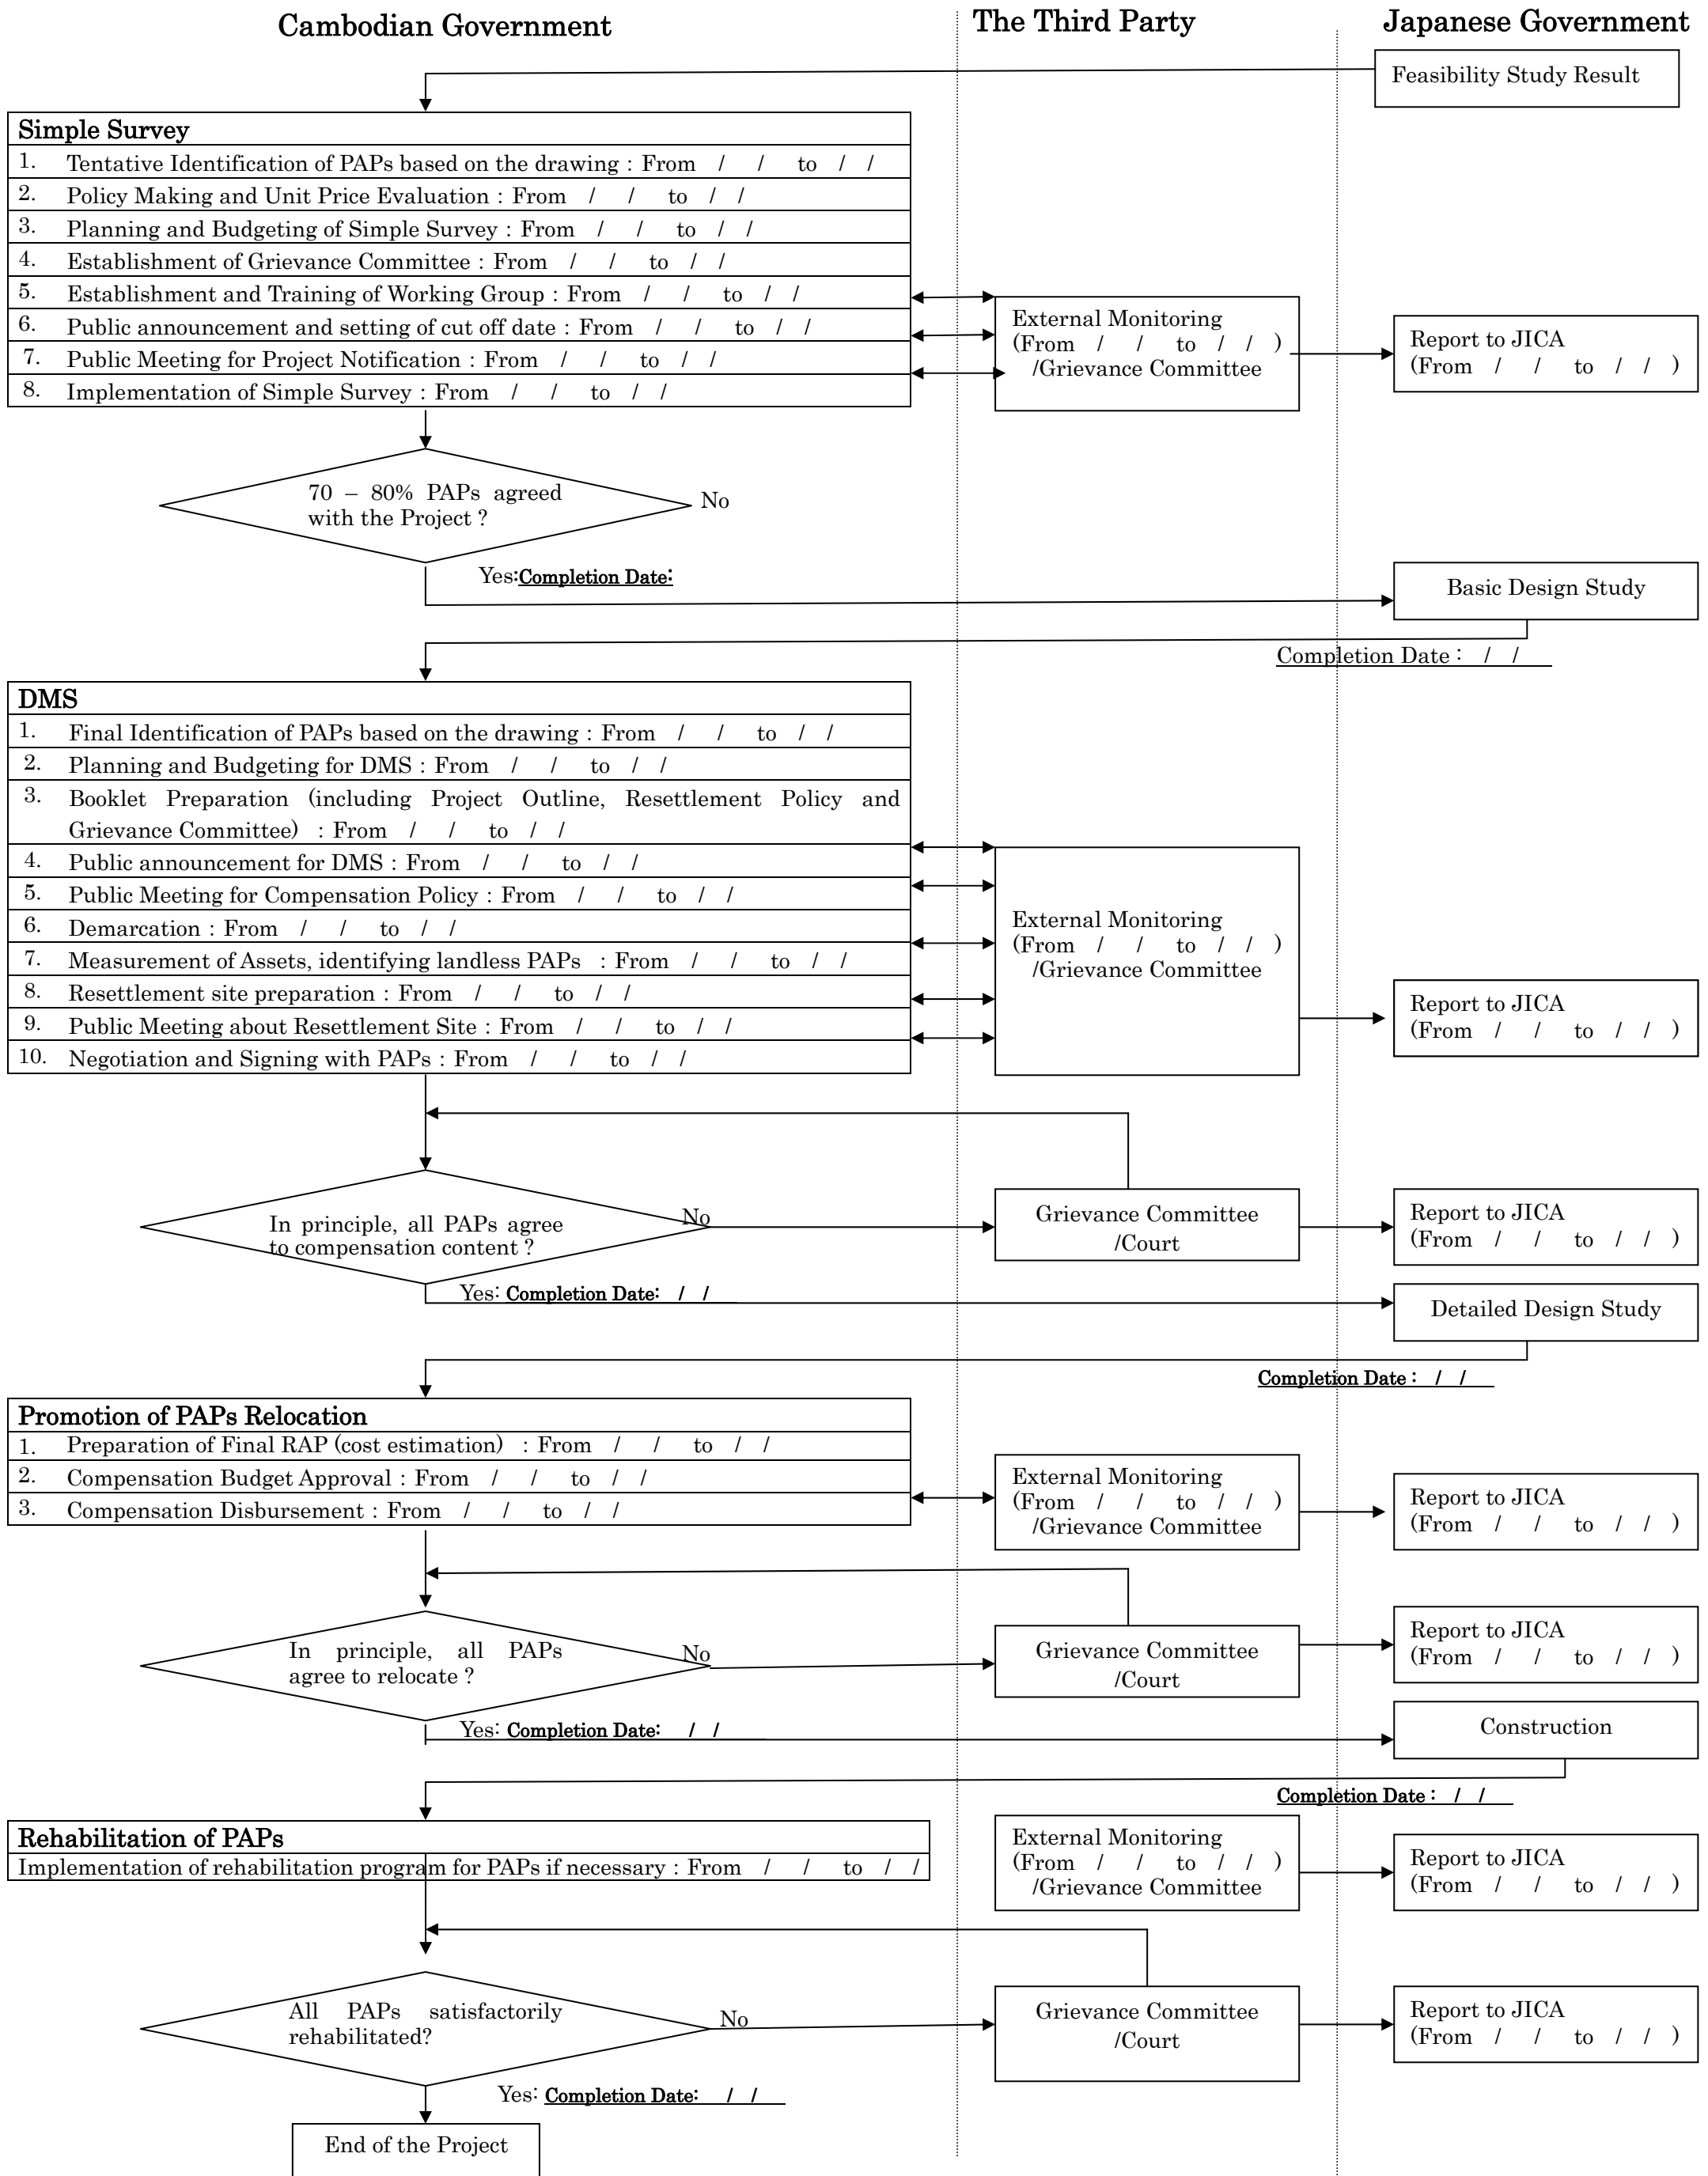 Cambodian Government
The Third Party
Japanese Government
Feasibility Study Result
Simple Survey
1. Tentative Identification of PAPs based on the drawing : From / / to / /
2. Policy Making and Unit Price Evaluation : From / / to / /
3. Planning and Budgeting of Simple Survey : From / / to / /
4. Establishment of Grievance Committee : From / / to / /
5. Establishment and Training of Working Group : From / / to / /
6. Public announcement and setting of cut off date : From / / to / /
7. Public Meeting for Project Notification : From / / to / /
8. Implementation of Simple Survey : From / / to / /
External Monitoring
(From / / to / / )
/Grievance Committee
Report to JICA
(From / / to / / )
70 – 80% PAPs agreed
with the Project ?
No
Yes:Completion Date:
Basic Design Study
Completion Date : / /
DMS
1. Final Identification of PAPs based on the drawing : From / / to / /
2. Planning and Budgeting for DMS : From / / to / /
3. Booklet Preparation (including Project Outline, Resettlement Policy and
Grievance Committee) : From / / to / /
4. Public announcement for DMS : From / / to / /
5. Public Meeting for Compensation Policy : From / / to / /
6. Demarcation : From / / to / /
7. Measurement of Assets, identifying landless PAPs : From / / to / /
8. Resettlement site preparation : From / / to / /
9. Public Meeting about Resettlement Site : From / / to / /
10. Negotiation and Signing with PAPs : From / / to / /
External Monitoring
(From / / to / / )
/Grievance Committee
Report to JICA
(From / / to / / )
In principle, all PAPs agree
to compensation content ?
No
Grievance Committee
/Court
Report to JICA
(From / / to / / )
Yes: Completion Date: / /
Detailed Design Study
Completion Date : / /
Promotion of PAPs Relocation
1. Preparation of Final RAP (cost estimation) : From / / to / /
2. Compensation Budget Approval : From / / to / /
3. Compensation Disbursement : From / / to / /
External Monitoring
(From / / to / / )
/Grievance Committee
Report to JICA
(From / / to / / )
In principle, all PAPs
agree to relocate ?
No
Grievance Committee
/Court
Report to JICA
(From / / to / / )
Yes: Completion Date: / /
Construction
Completion Date : / /
Rehabilitation of PAPs
Implementation of rehabilitation program for PAPs if necessary : From / / to / /
External Monitoring
(From / / to / / )
/Grievance Committee
Report to JICA
(From / / to / / )
All PAPs satisfactorily
rehabilitated?
No
Grievance Committee
/Court
Report to JICA
(From / / to / / )
Yes: Completion Date: / /
End of the Project